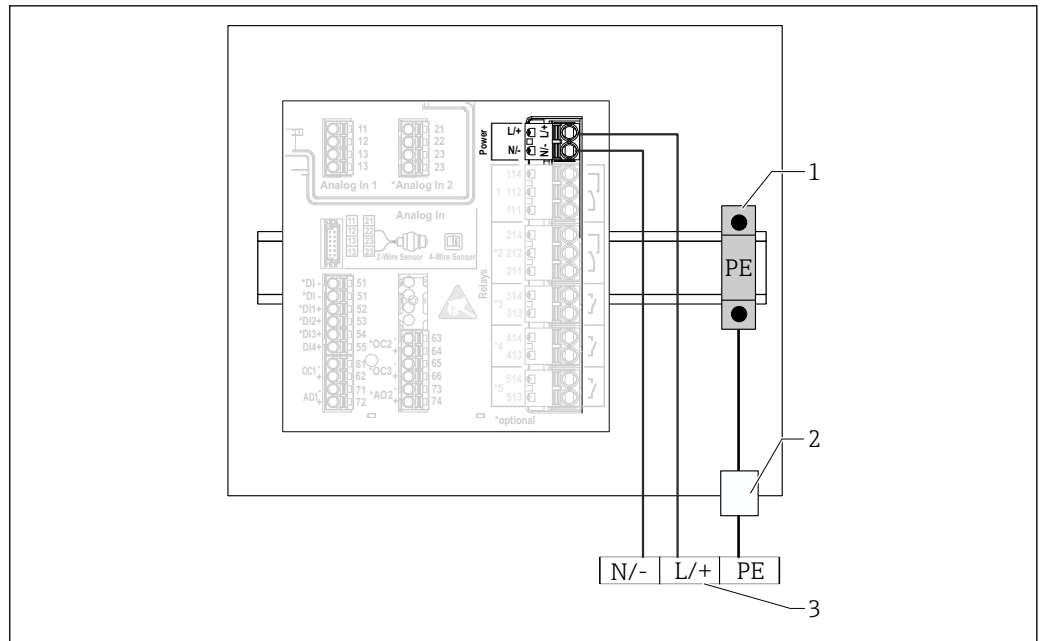 Power
L/+ L/+
N/- N/-
11 21
12 22
13 23
13 23
Analog In 1 *Analog In 2
114
1 112
111
1
Analog In
11 21
12 22
13 23
13 23
2-Wire Sensor 4-Wire Sensor
214
*2 212
211
PE
Relays
*DI - 51
*DI - 51
*DI1+ 52
*DI2+ 53
*DI3+ 54
DI4+ 55
OC1 - 61
+ 62
AO1 - 71
+ 72
*OC2 - 63
+ 64
*OC3 - 65
+ 66
*AO2 - 73
+ 74
314
*3
313
414
*4
413
514
*5
513
*optional
2
N/- L/+ PE
3